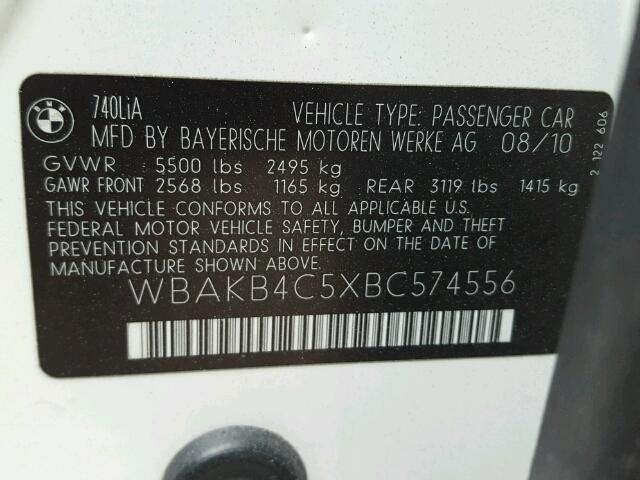 BMW
740LiA VEHICLE TYPE: PASSENGER CAR
MFD BY BAYERISCHE MOTOREN WERKE AG 08/10
GVWR 5500 lbs 2495 kg
GAWR FRONT 2568 lbs 1165 kg REAR 3119 lbs 1415 kg
THIS VEHICLE CONFORMS TO ALL APPLICABLE U.S.
FEDERAL MOTOR VEHICLE SAFETY, BUMPER AND THEFT
PREVENTION STANDARDS IN EFFECT ON THE DATE OF
MANUFACTURE SHOWN ABOVE.
WBAKB4C5XBC574556
2 122 606